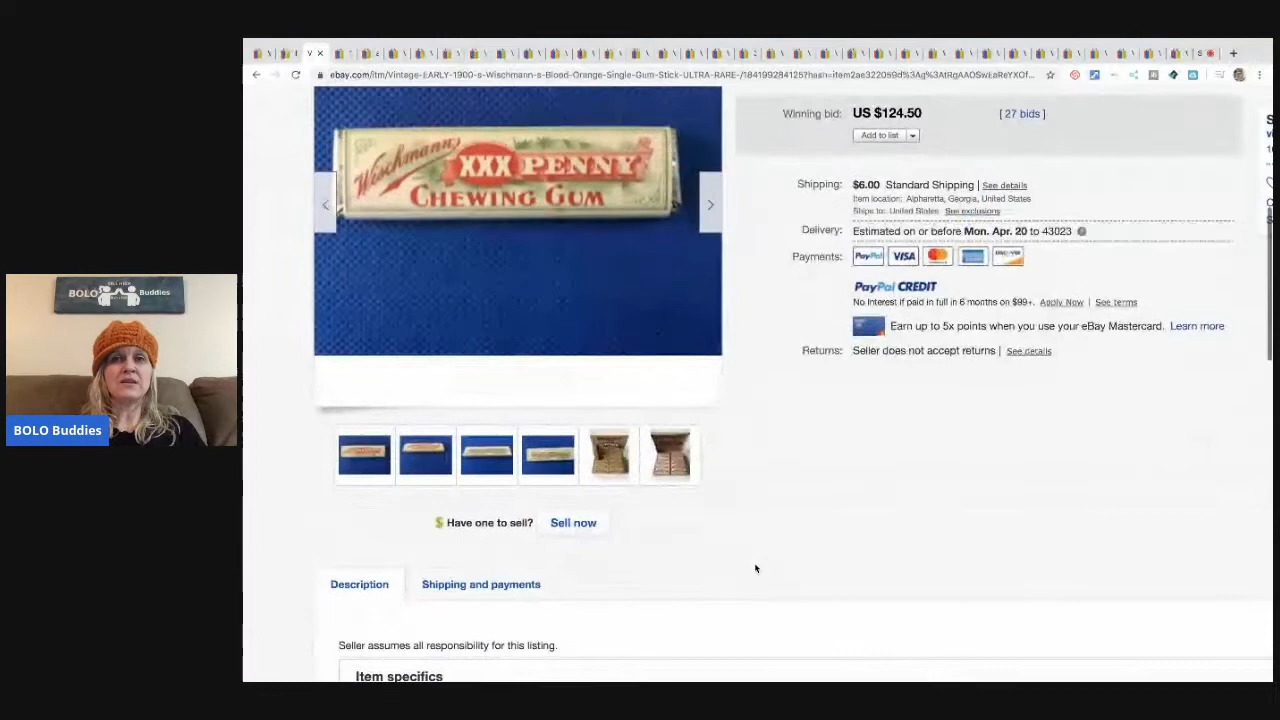 ebay.com/itm/Vintage-EARLY-1900-s-Wischmann-s-Blood-Orange-Single-Gum-Stick-ULTRA-RARE-/184199284125?hash=
Winning bid: US $124.50 [ 27 bids ]
Add to list
Wischmann's XXX PENNY
CHEWING GUM
Shipping: $6.00 Standard Shipping | See details
Item location: Alpharetta, Georgia, United States
Ships to: United States See exclusions
Delivery: Estimated on or before Mon. Apr. 20 to 43023
Payments: PayPal VISA MasterCard DISCOVER
PayPal CREDIT
No Interest if paid in full in 6 months on $99+. Apply Now | See terms
Earn up to 5x points when you use your eBay Mastercard. Learn more
Returns: Seller does not accept returns | See details
BOLO Buddies
BOLO Buddies
$ Have one to sell? Sell now
Description Shipping and payments
Seller assumes all responsibility for this listing.
Item specifics